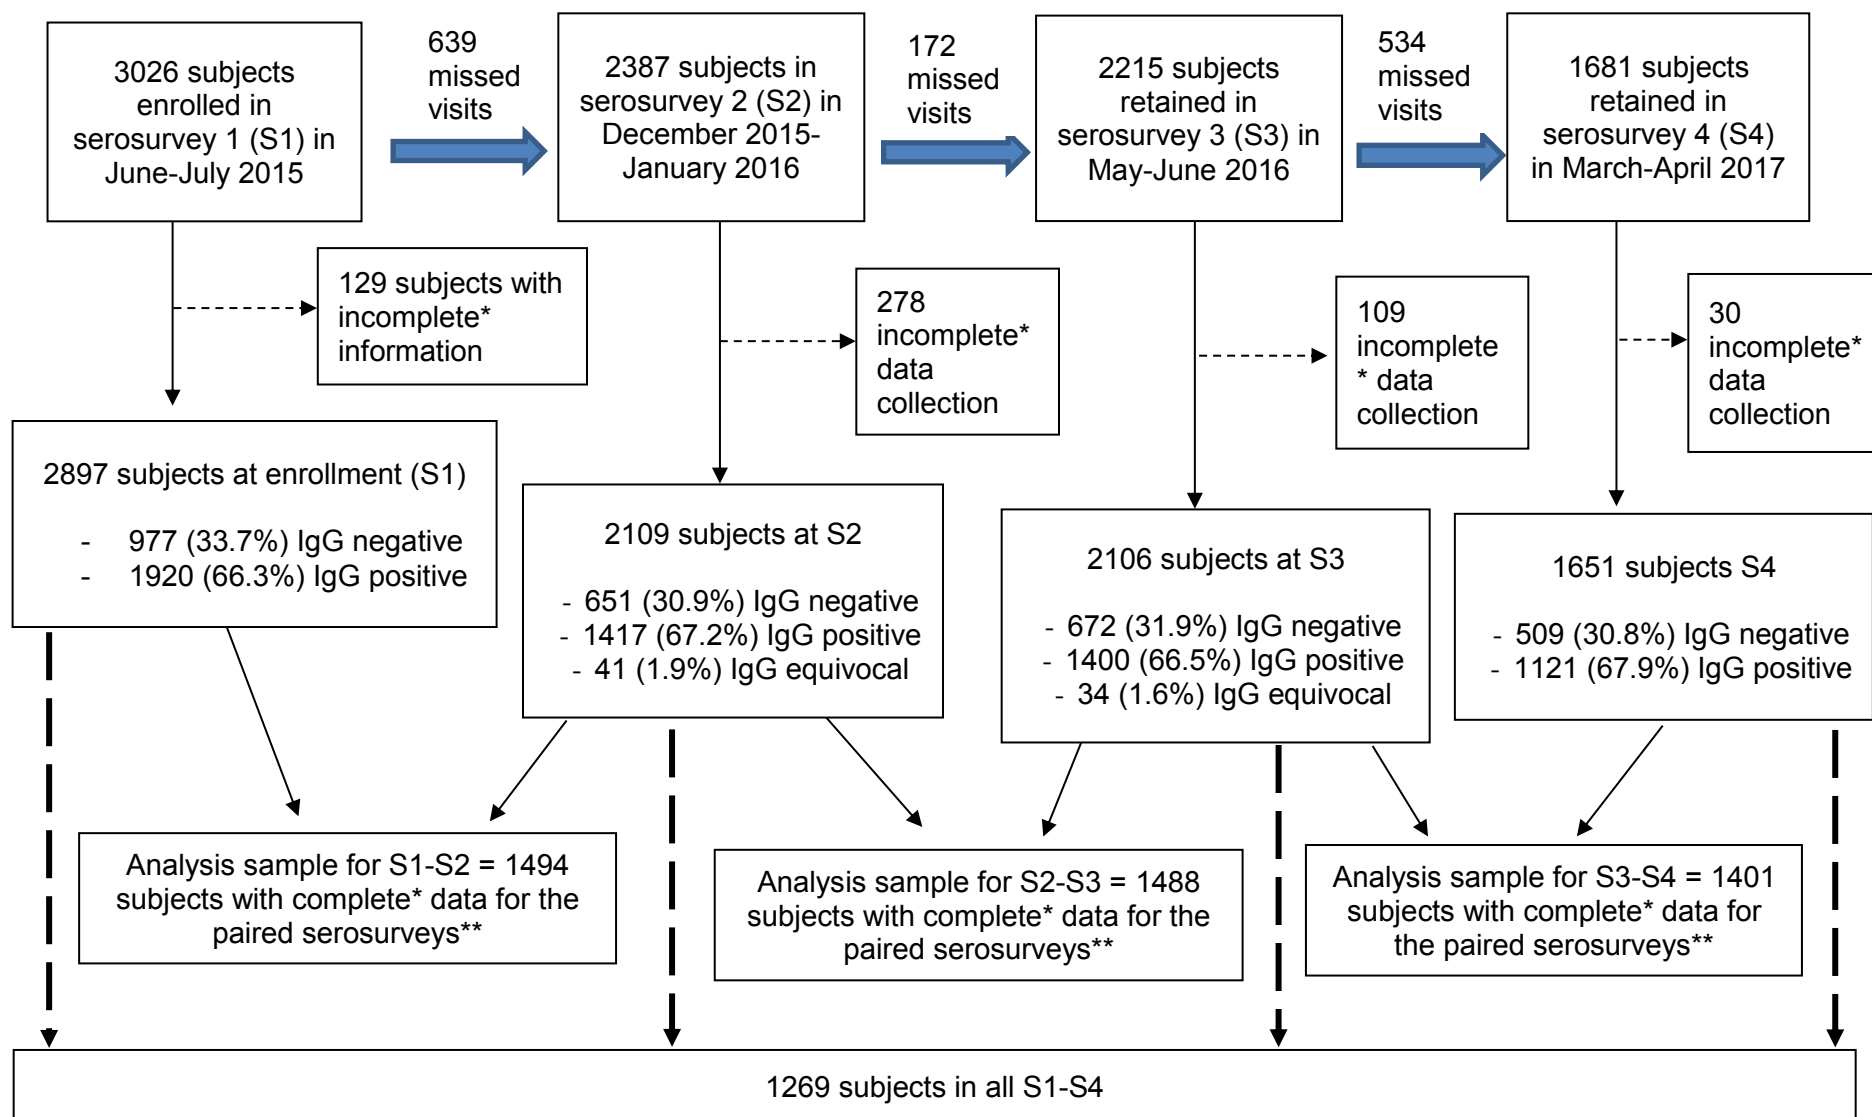 3026 subjects
enrolled in
serosurvey 1 (S1) in
June-July 2015
639
missed
visits
2387 subjects in
serosurvey 2 (S2) in
December 2015-
January 2016
172
missed
visits
2215 subjects
retained in
serosurvey 3 (S3) in
May-June 2016
534
missed
visits
1681 subjects
retained in
serosurvey 4 (S4)
in March-April 2017
129 subjects with
incomplete*
information
278
incomplete*
data
collection
109
incomplete
* data
collection
30
incomplete*
data
collection
2897 subjects at enrollment (S1)
- 977 (33.7%) IgG negative
- 1920 (66.3%) IgG positive
2109 subjects at S2
- 651 (30.9%) IgG negative
- 1417 (67.2%) IgG positive
- 41 (1.9%) IgG equivocal
2106 subjects at S3
- 672 (31.9%) IgG negative
- 1400 (66.5%) IgG positive
- 34 (1.6%) IgG equivocal
1651 subjects S4
- 509 (30.8%) IgG negative
- 1121 (67.9%) IgG positive
Analysis sample for S1-S2 = 1494
subjects with complete* data for the
paired serosurveys**
Analysis sample for S2-S3 = 1488
subjects with complete* data for the
paired serosurveys**
Analysis sample for S3-S4 = 1401
subjects with complete* data for
the paired serosurveys**
1269 subjects in all S1-S4